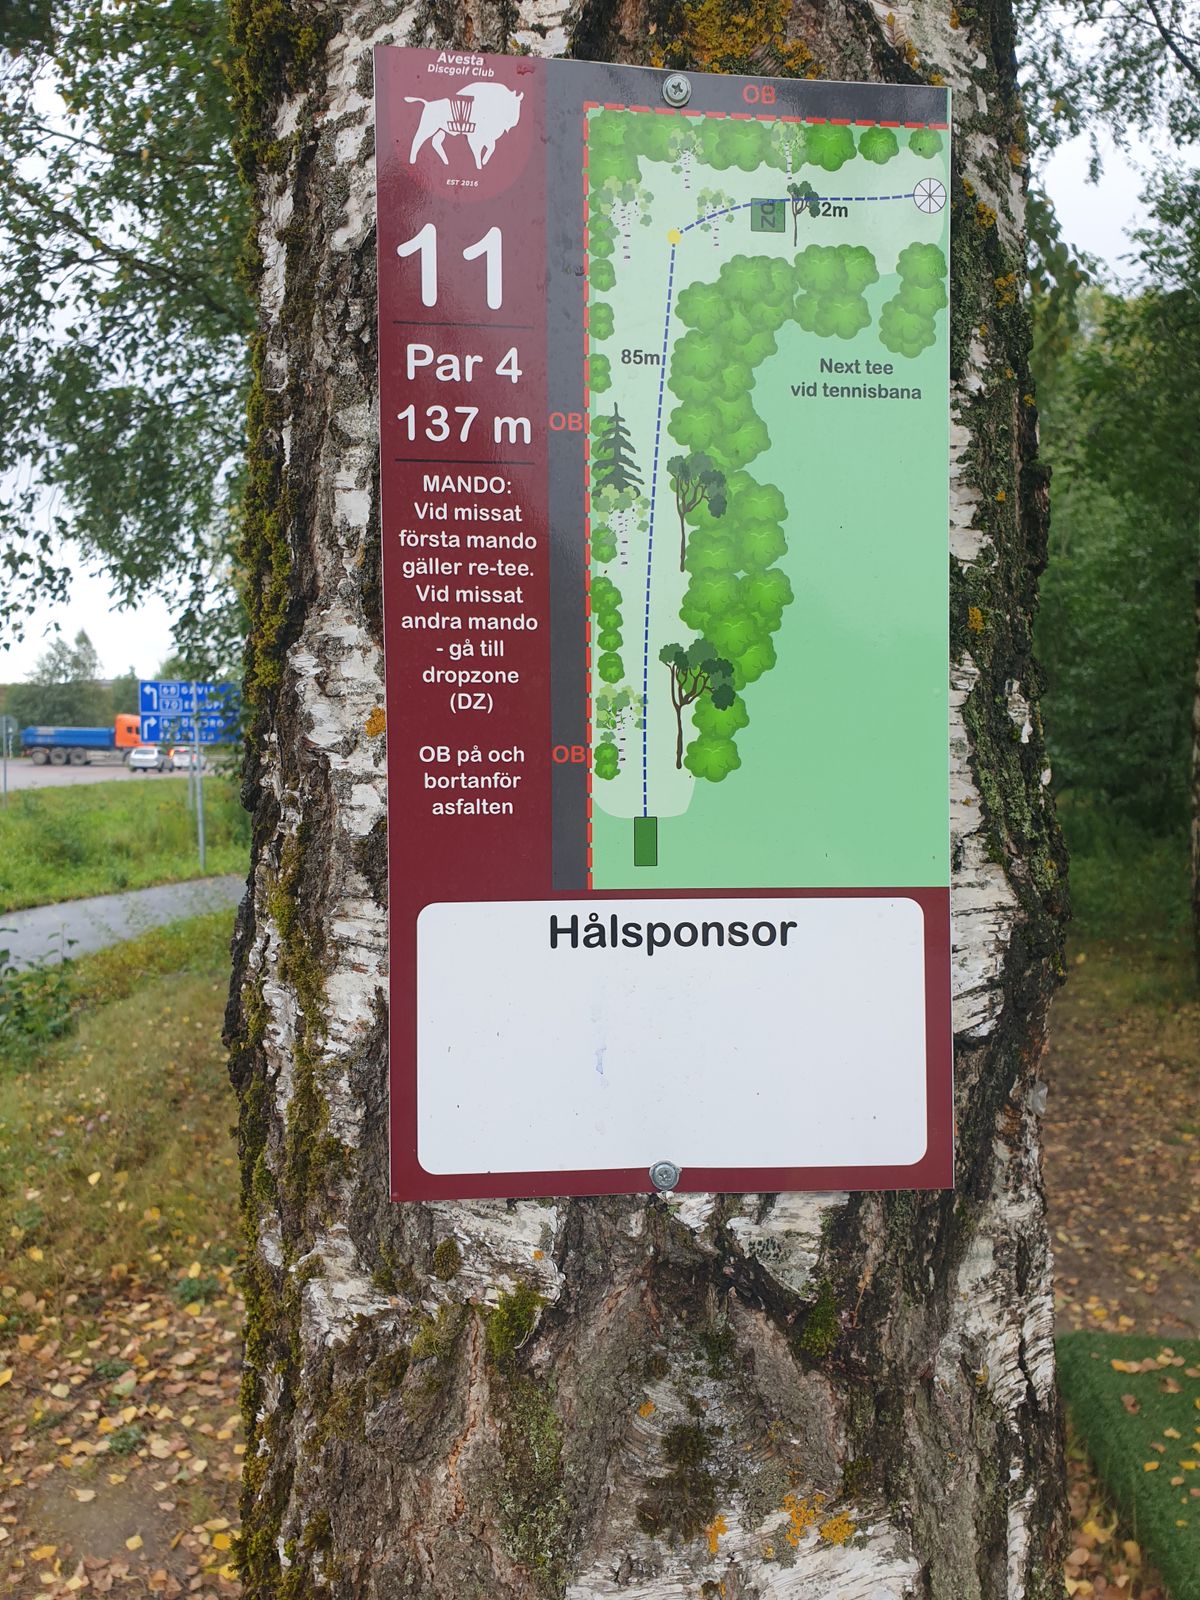 Avesta
Discgolf Club
EST 2016
11
Par 4
137 m
MANDO:
Vid missat
första mando
gäller re-tee.
Vid missat
andra mando
- gå till
dropzone
(DZ)
OB på och
bortanför
asfalten
OB
OB
OB
DZ
85m
Next tee
vid tennisbana
Hålsponsor
68
70